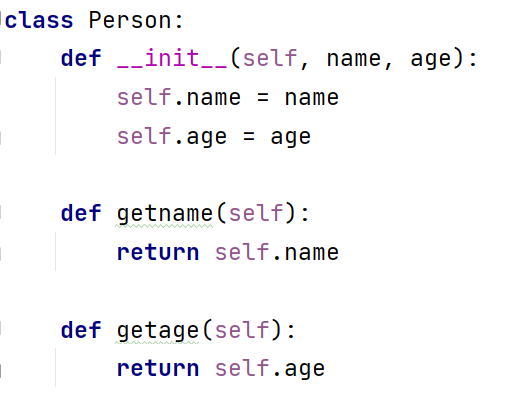 class Person:
    def __init__(self, name, age):
        self.name = name
        self.age = age

    def getname(self):
        return self.name

    def getage(self):
        return self.age